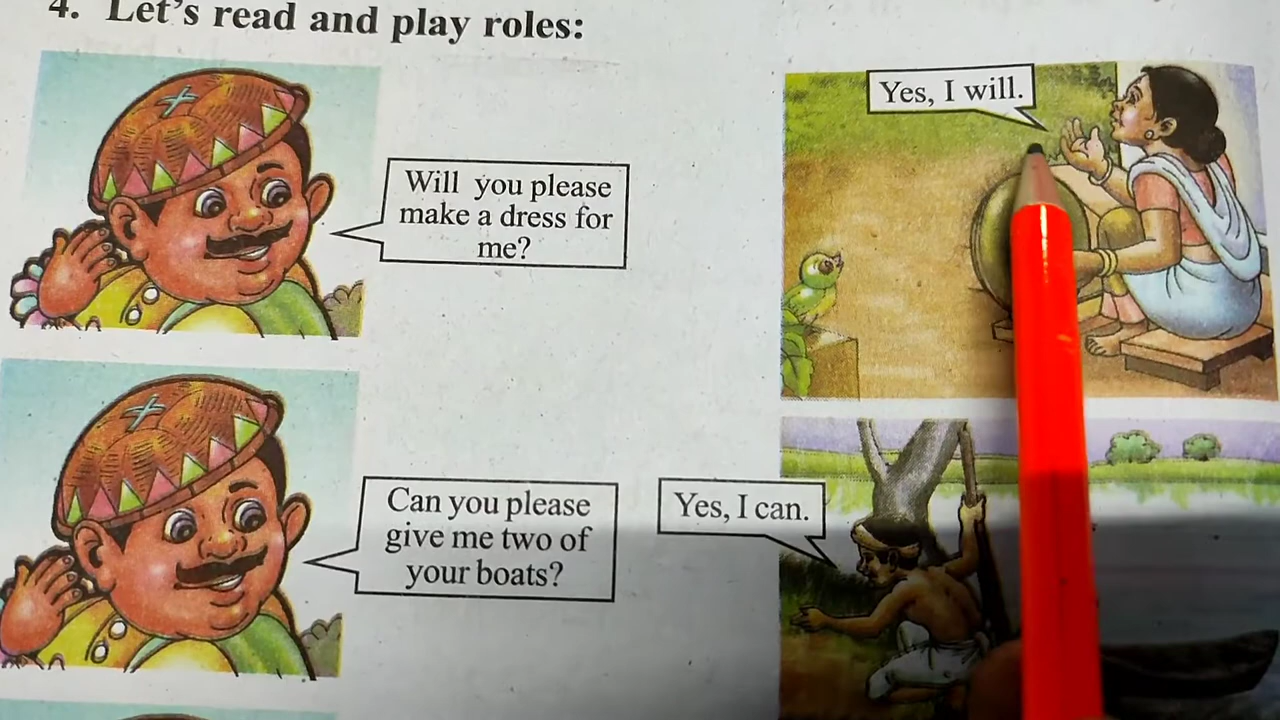 4. Let's read and play roles:
Will you please
make a dress for
me?
Yes, I will.
Can you please
give me two of
your boats?
Yes, I can.